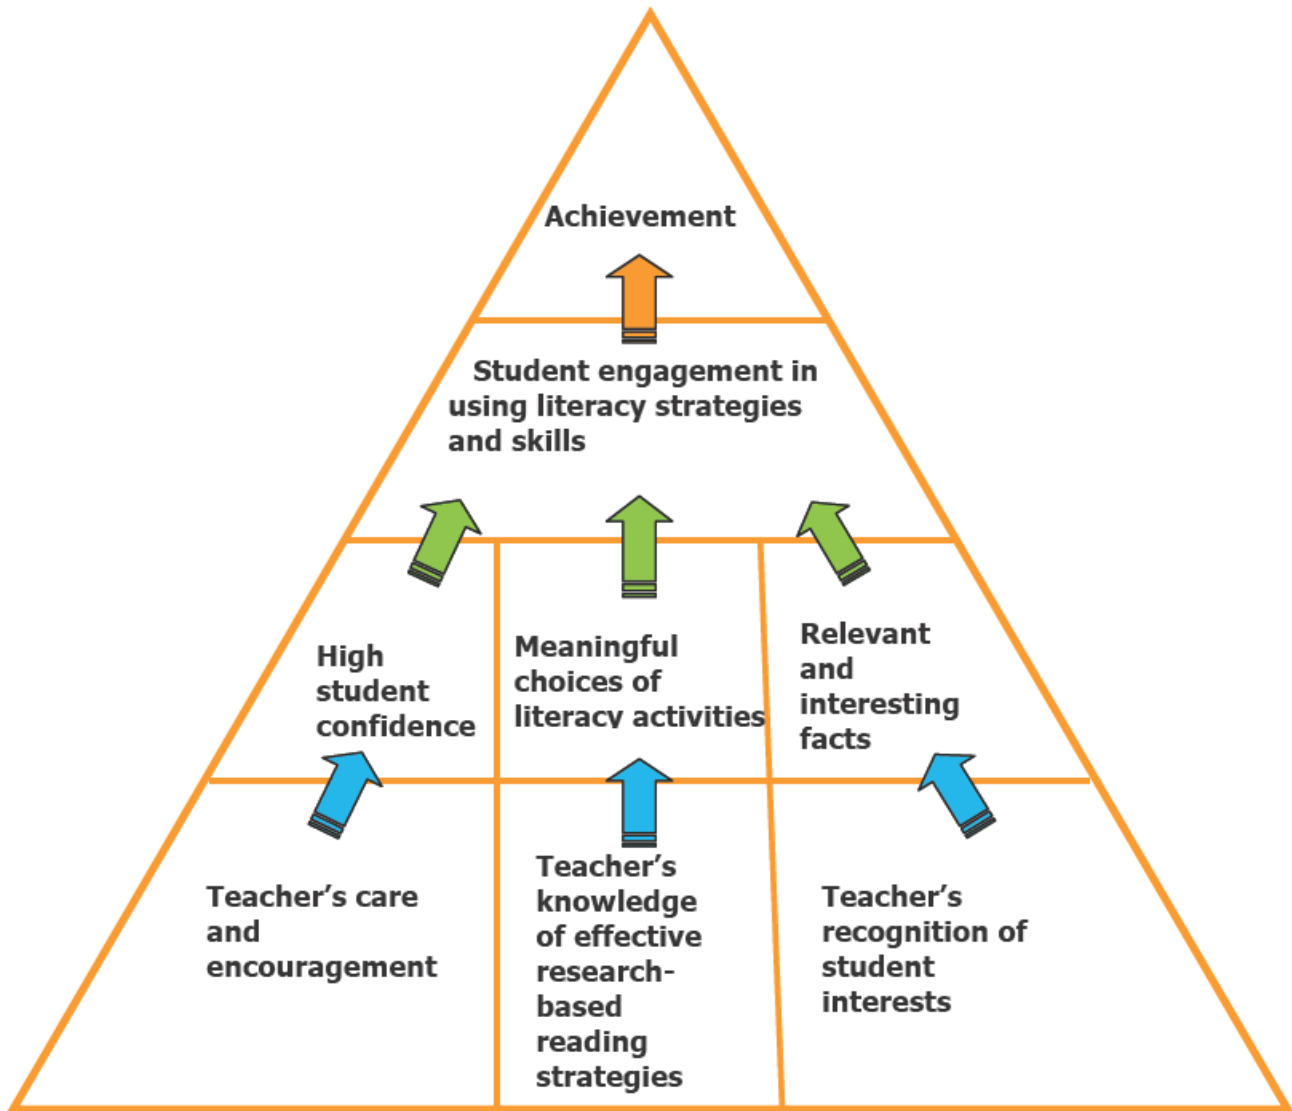 Achievement
Student engagement in
using literacy strategies
and skills
High
student
confidence
Meaningful
choices of
literacy activities
Relevant
and
interesting
facts
Teacher’s care
and
encouragement
Teacher’s
knowledge
of effective
research-
based
reading
strategies
Teacher’s
recognition of
student
interests